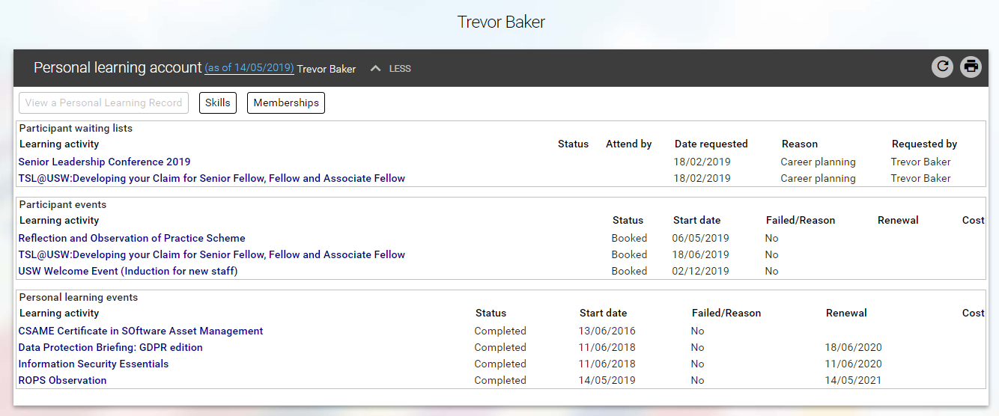 Trevor Baker
Personal learning account (as of 14/05/2019) Trevor Baker LESS
View a Personal Learning Record Skills Memberships
Participant waiting lists
Learning activity Status Attend by Date requested Reason Requested by
Senior Leadership Conference 2019 18/02/2019 Career planning Trevor Baker
TSL@USW:Developing your Claim for Senior Fellow, Fellow and Associate Fellow 18/02/2019 Career planning Trevor Baker
Participant events
Learning activity Status Start date Failed/Reason Renewal Cost
Reflection and Observation of Practice Scheme Booked 06/05/2019 No
TSL@USW:Developing your Claim for Senior Fellow, Fellow and Associate Fellow Booked 18/06/2019 No
USW Welcome Event (Induction for new staff) Booked 02/12/2019 No
Personal learning events
Learning activity Status Start date Failed/Reason Renewal Cost
CSAME Certificate in SOftware Asset Management Completed 13/06/2016 No
Data Protection Briefing: GDPR edition Completed 11/06/2018 No 18/06/2020
Information Security Essentials Completed 11/06/2018 No 11/06/2020
ROPS Observation Completed 14/05/2019 No 14/05/2021